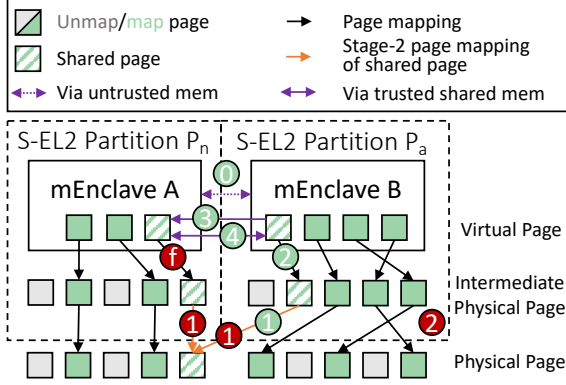 Unmap/map page
Page mapping
Shared page
Stage-2 page mapping
of shared page
Via untrusted mem
Via trusted shared mem
S-EL2 Partition Pn
S-EL2 Partition Pa
0
mEnclave A
mEnclave B
3
4
Virtual Page
f
2
Intermediate
Physical Page
1
1
1
2
Physical Page